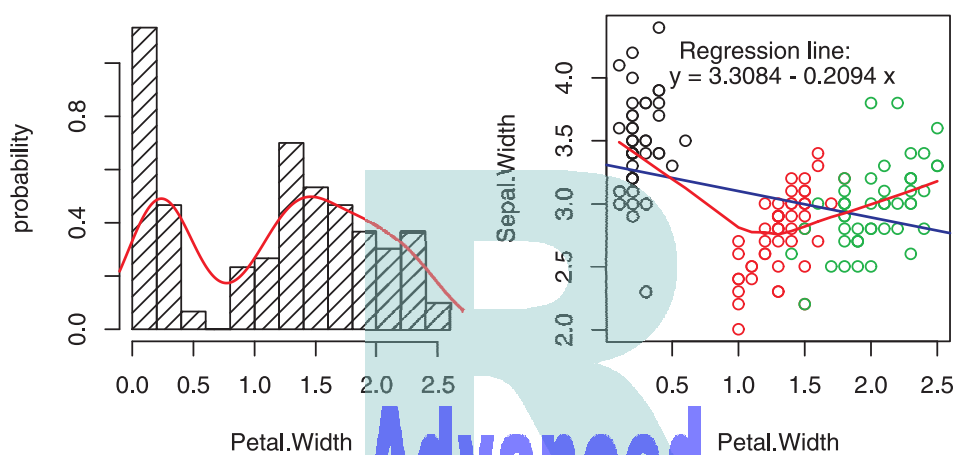 probability
0.0
0.4
0.8
0.0 0.5 1.0 1.5 2.0 2.5
Petal.Width
Regression line:
y = 3.3084 - 0.2094 x
Sepal.Width
2.0
2.5
3.0
3.5
4.0
0.5 1.0 1.5 2.0 2.5
Petal.Width
R
Advanced